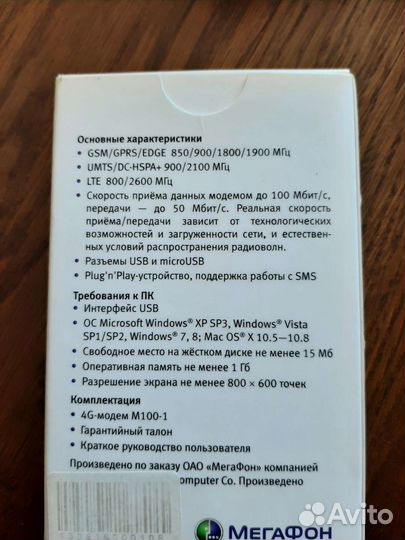 Основные характеристики
• GSM/GPRS/EDGE 850/900/1800/1900 МГц
• UMTS/DC-HSPA+ 900/2100 МГц
• LTE 800/2600 МГц
• Скорость приёма данных модемом до 100 Мбит/с,
передачи — до 50 Мбит/с. Реальная скорость
приёма/передачи зависит от технологических
возможностей и загруженности сети, и естествен-
ных условий распространения радиоволн.
• Разъемы USB и microUSB
• Plug'n'Play-устройство, поддержка работы с SMS
Требования к ПК
• Интерфейс USB
• ОС Microsoft Windows® XP SP3, Windows® Vista
SP1/SP2, Windows® 7, 8; Mac OS® X 10.5—10.8
• Свободное место на жёстком диске не менее 15 Мб
• Оперативная память не менее 1 Гб
• Разрешение экрана не менее 800 × 600 точек
Комплектация
• 4G-модем M100-1
• Гарантийный талон
• Краткое руководство пользователя
Произведено по заказу ОАО «МегаФон» компанией
Computer Co. Произведено
МЕГАФОН
Avito